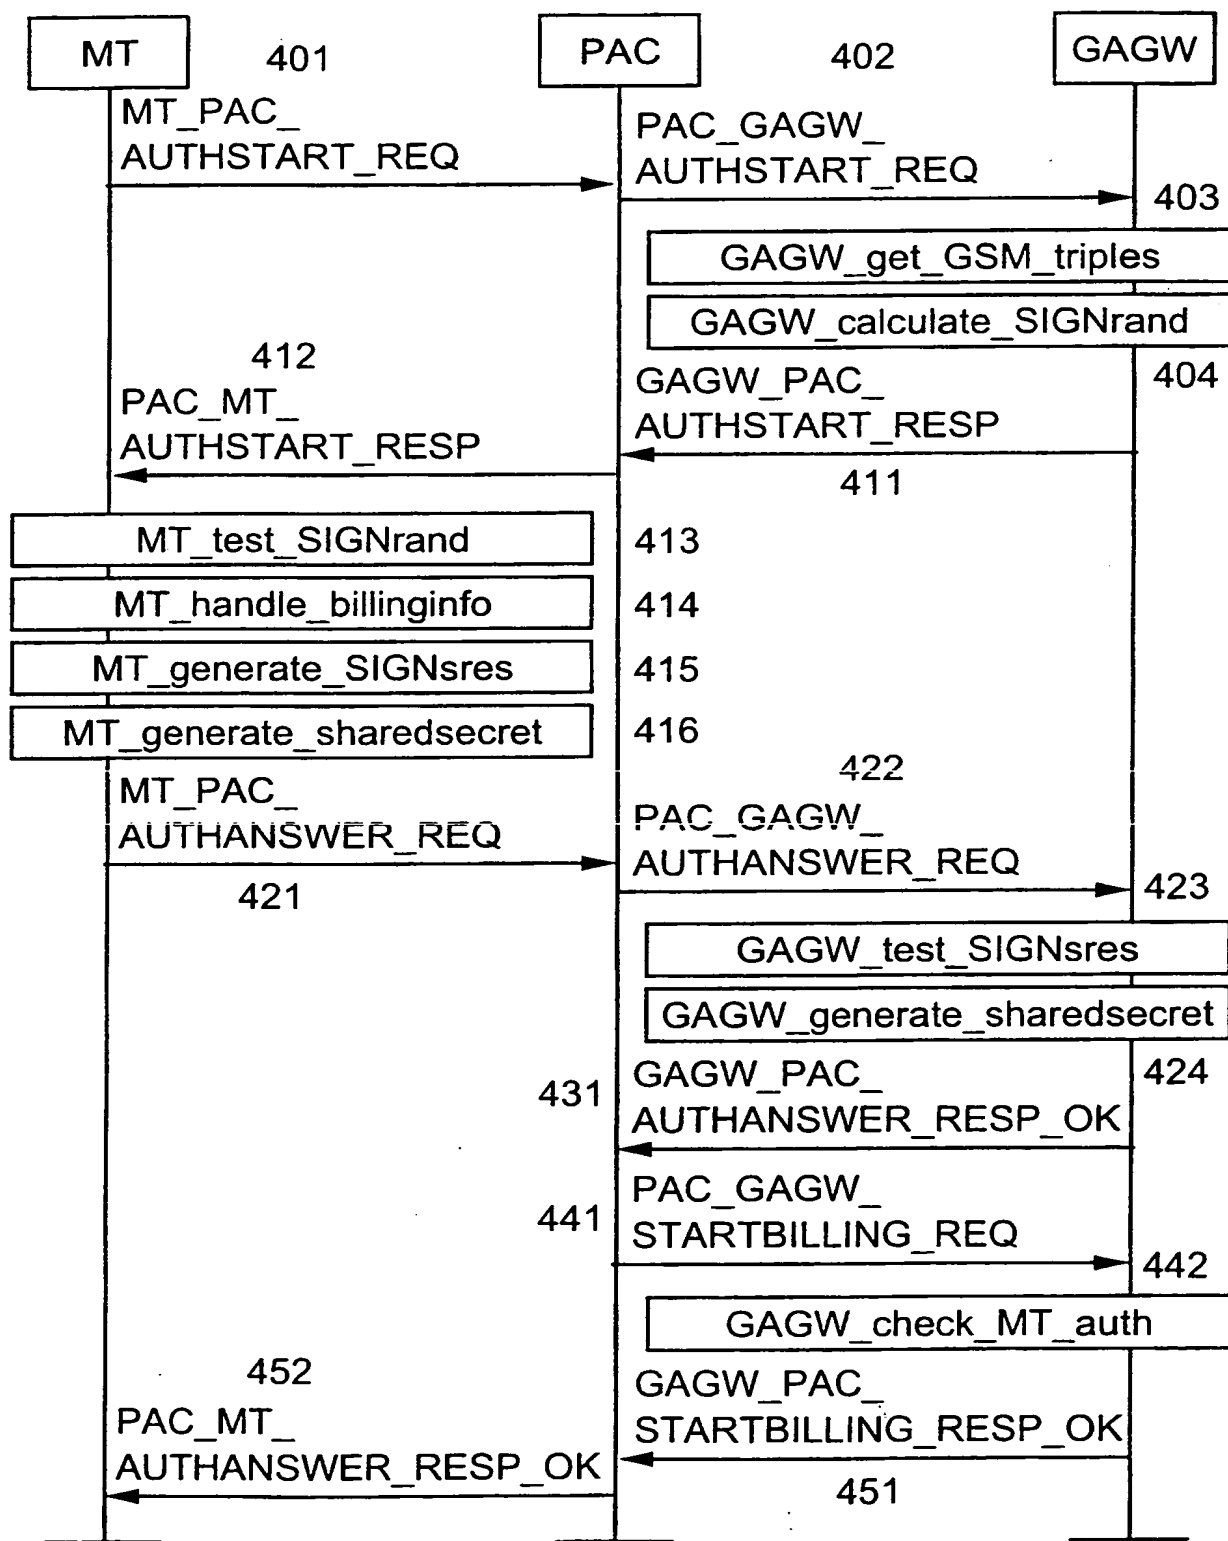 MT
401
PAC
402
GAGW
MT_PAC_
AUTHSTART_REQ
PAC_GAGW_
AUTHSTART_REQ
403
GAGW_get_GSM_triples
GAGW_calculate_SIGNrand
412
404
PAC_MT_
AUTHSTART_RESP
GAGW_PAC_
AUTHSTART_RESP
411
MT_test_SIGNrand
413
MT_handle_billinginfo
414
MT_generate_SIGNsres
415
MT_generate_sharedsecret
416
422
MT_PAC_
AUTHANSWER_REQ
PAC_GAGW_
AUTHANSWER_REQ
421
423
GAGW_test_SIGNsres
GAGW_generate_sharedsecret
431
GAGW_PAC_
AUTHANSWER_RESP_OK
424
441
PAC_GAGW_
STARTBILLING_REQ
442
GAGW_check_MT_auth
452
GAGW_PAC_
STARTBILLING_RESP_OK
PAC_MT_
AUTHANSWER_RESP_OK
451